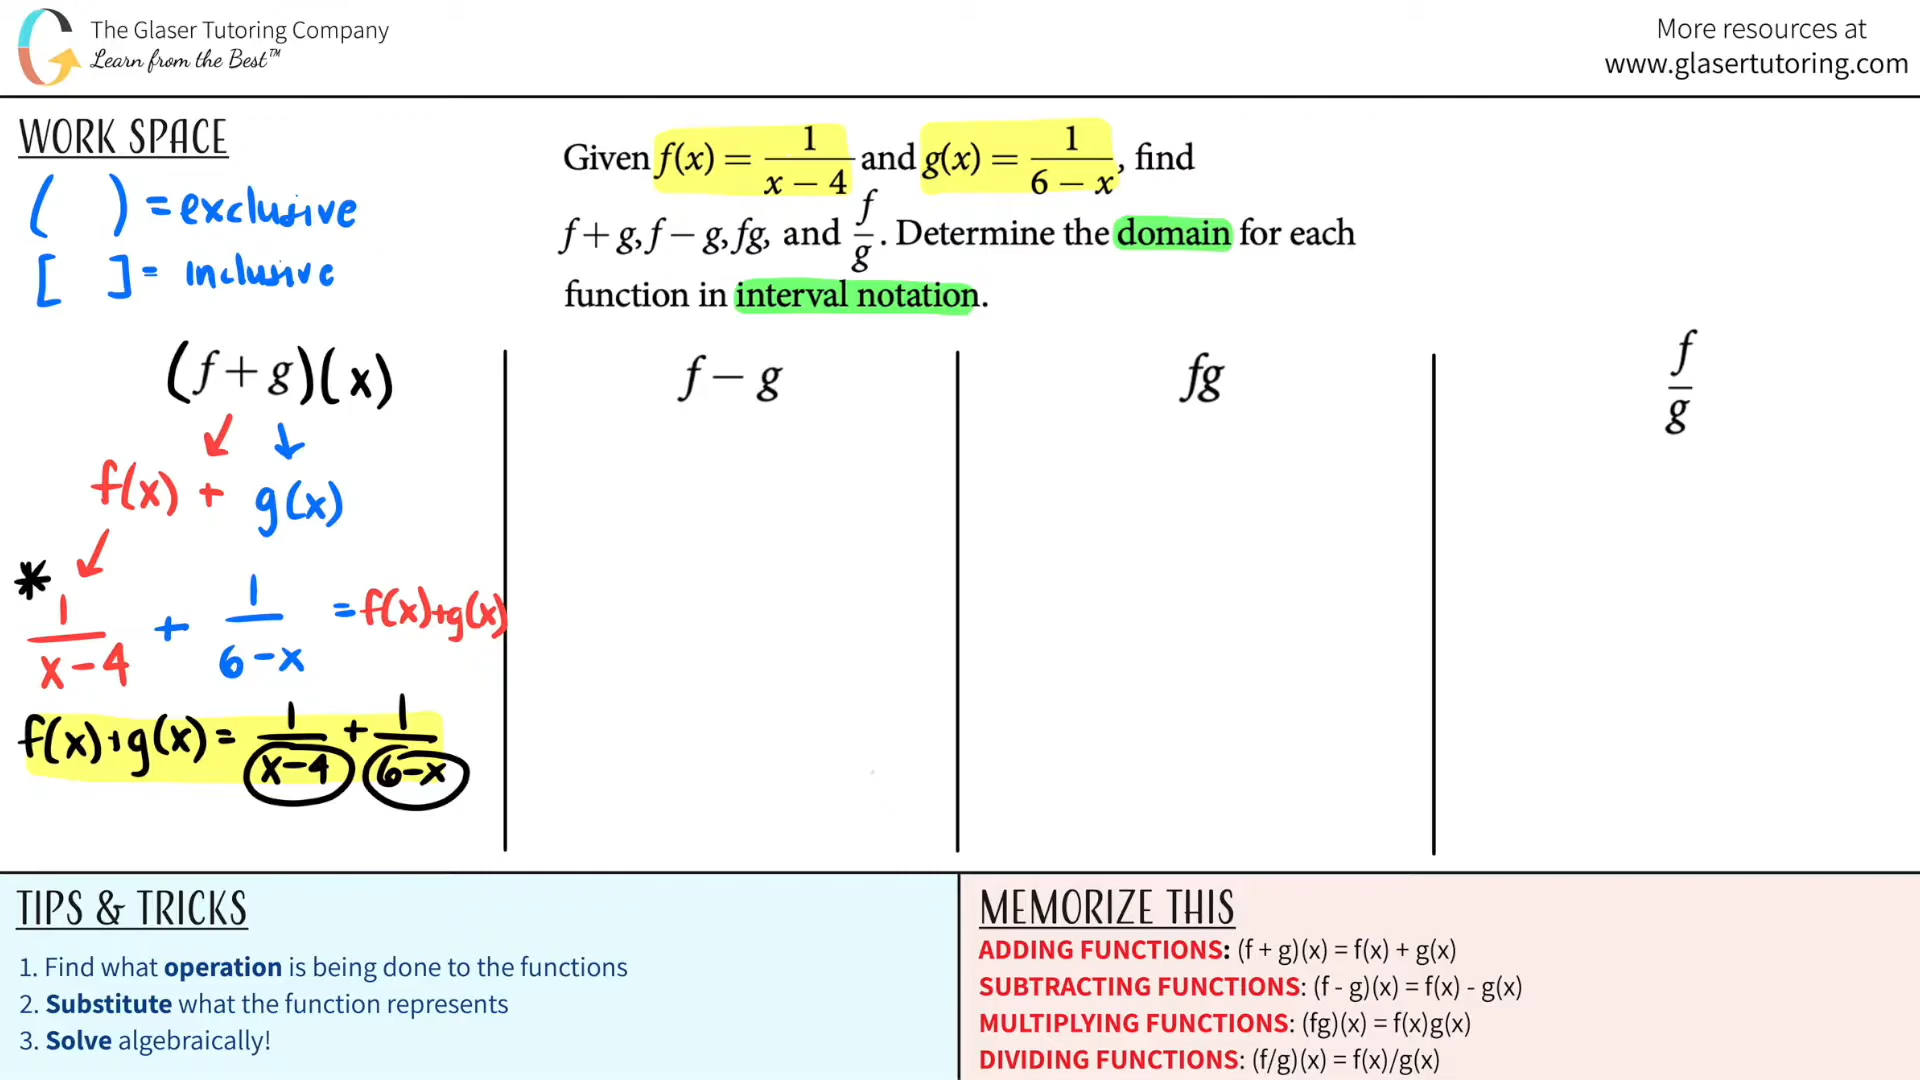 The Glaser Tutoring Company
Learn from the Best™
More resources at
www.glasertutoring.com
WORK SPACE
( ) = exclusive
[ ] = inclusive
Given f(x) = 1/(x − 4) and g(x) = 1/(6 − x), find
f + g, f − g, fg, and f/g. Determine the domain for each
function in interval notation.
(f + g)(x)
f(x) + g(x)
* 1/(x − 4) + 1/(6 − x) = f(x)+g(x)
f(x)+g(x) = 1/(x−4) + 1/(6−x)
f − g
fg
f/g
TIPS & TRICKS
1. Find what operation is being done to the functions
2. Substitute what the function represents
3. Solve algebraically!
MEMORIZE THIS
ADDING FUNCTIONS: (f + g)(x) = f(x) + g(x)
SUBTRACTING FUNCTIONS: (f - g)(x) = f(x) - g(x)
MULTIPLYING FUNCTIONS: (fg)(x) = f(x)g(x)
DIVIDING FUNCTIONS: (f/g)(x) = f(x)/g(x)